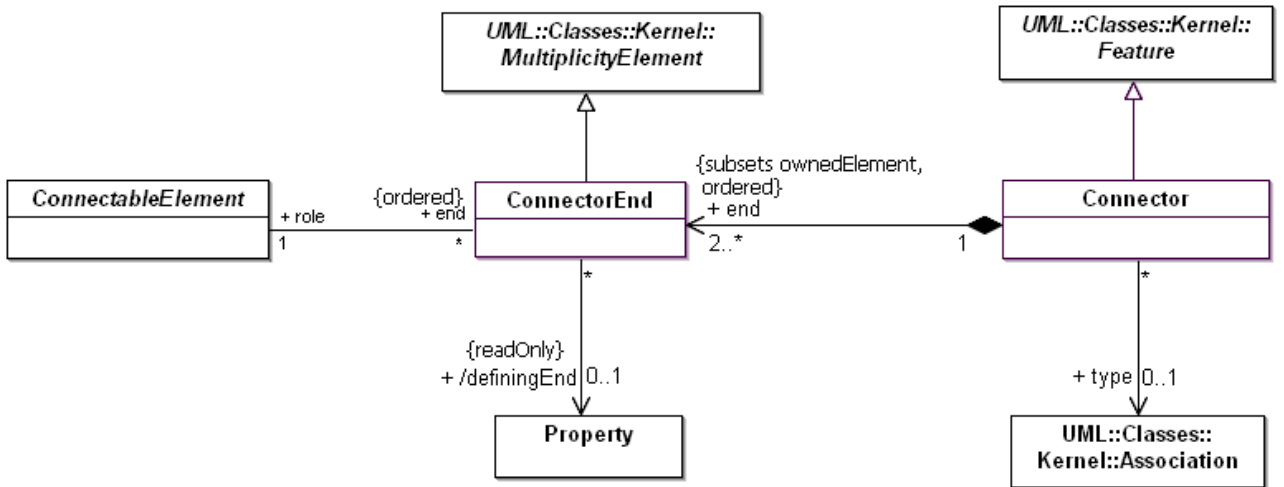 UML::Classes::Kernel::
MultiplicityElement
UML::Classes::Kernel::
Feature
ConnectableElement
+ role
1
{ordered}
+ end
*
ConnectorEnd
{subsets ownedElement,
ordered}
+ end
2..*
1
Connector
*
{readOnly}
+ /definingEnd
0..1
Property
*
+ type
0..1
UML::Classes::
Kernel::Association